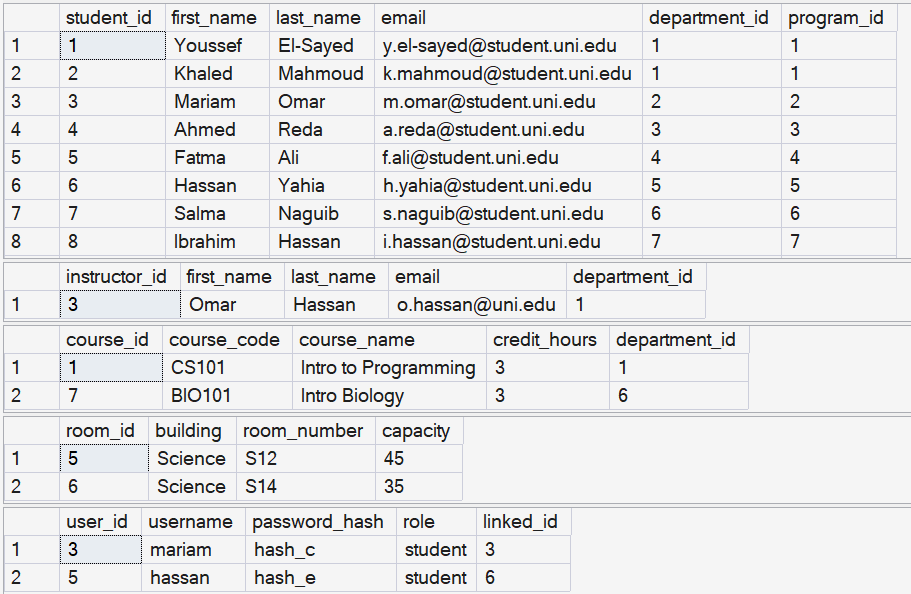 student_id first_name last_name email department_id program_id
1 1 Youssef El-Sayed y.el-sayed@student.uni.edu 1 1
2 2 Khaled Mahmoud k.mahmoud@student.uni.edu 1 1
3 3 Mariam Omar m.omar@student.uni.edu 2 2
4 4 Ahmed Reda a.reda@student.uni.edu 3 3
5 5 Fatma Ali f.ali@student.uni.edu 4 4
6 6 Hassan Yahia h.yahia@student.uni.edu 5 5
7 7 Salma Naguib s.naguib@student.uni.edu 6 6
8 8 Ibrahim Hassan i.hassan@student.uni.edu 7 7
instructor_id first_name last_name email department_id
1 3 Omar Hassan o.hassan@uni.edu 1
course_id course_code course_name credit_hours department_id
1 1 CS101 Intro to Programming 3 1
2 7 BIO101 Intro Biology 3 6
room_id building room_number capacity
1 5 Science S12 45
2 6 Science S14 35
user_id username password_hash role linked_id
1 3 mariam hash_c student 3
2 5 hassan hash_e student 6